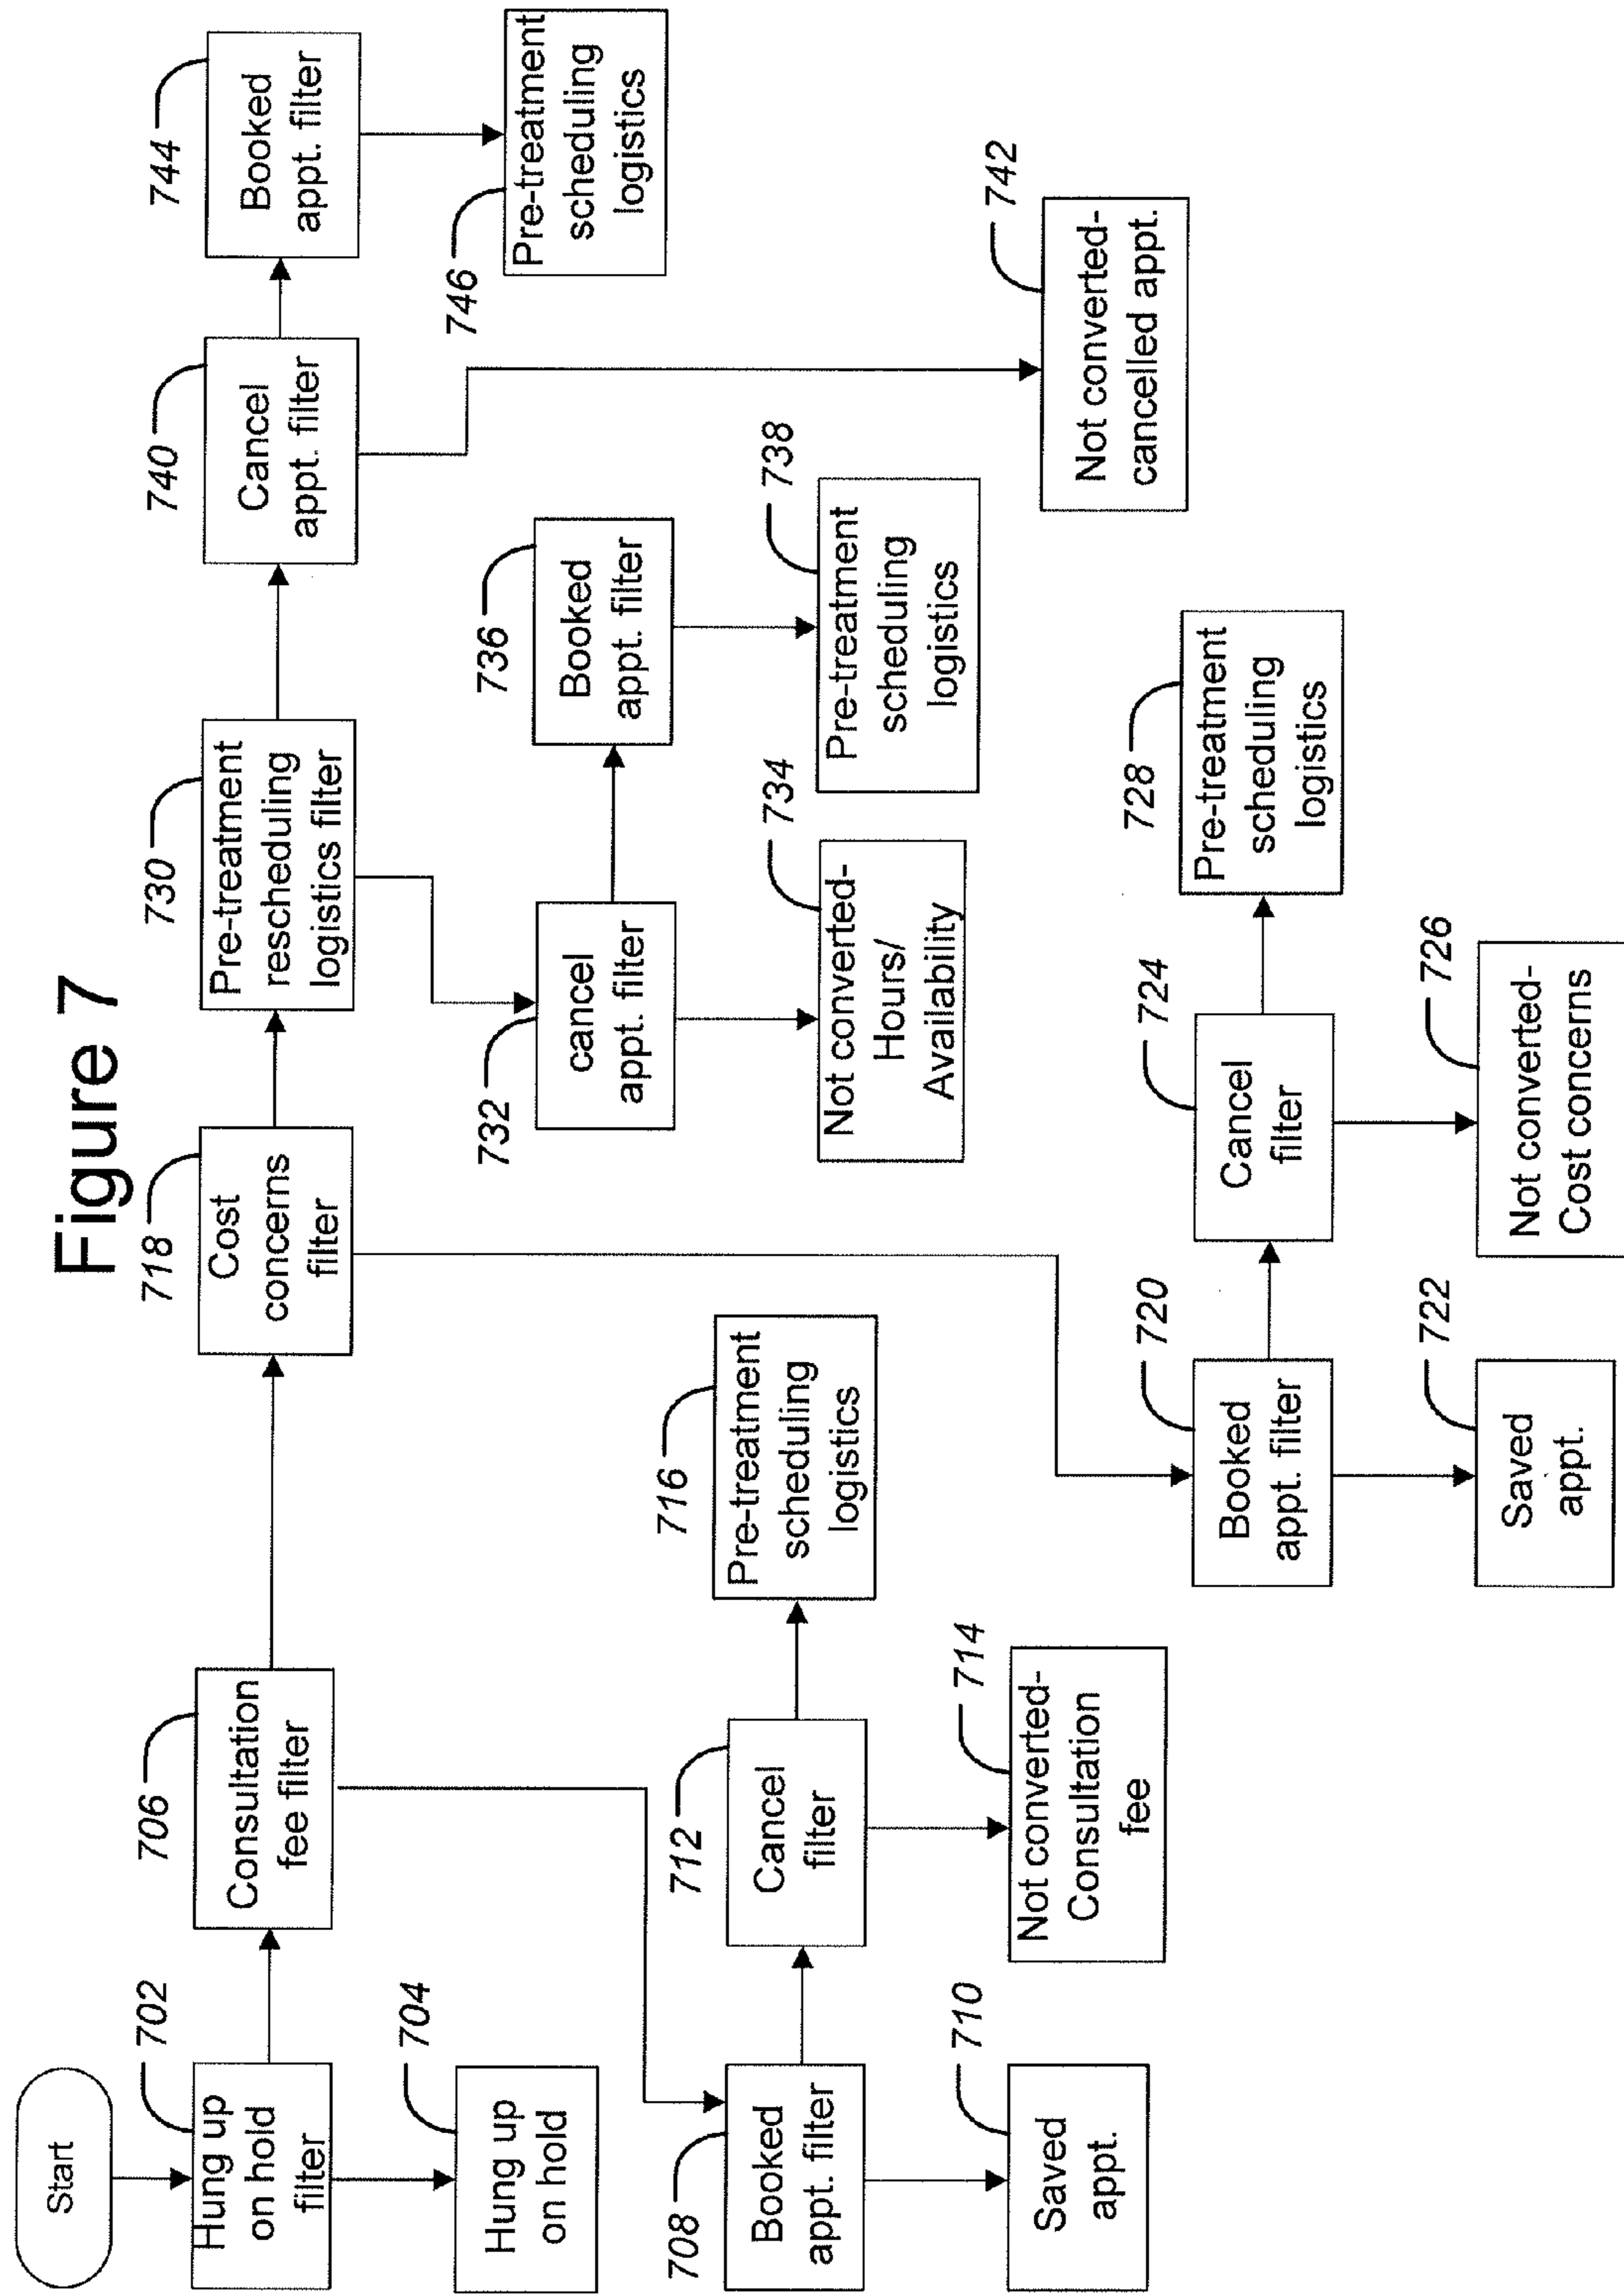 Figure 7
Start
702
Hung up
on hold
filter
704
Hung up
on hold
706
Consultation
fee filter
708
Booked
appt. filter
710
Saved
appt.
712
Cancel
filter
714
Not converted-
Consultation
fee
716
Pre-treatment
scheduling
logistics
718
Cost
concerns
filter
720
Booked
appt. filter
722
Saved
appt.
724
Cancel
filter
726
Not converted-
Cost concerns
728
Pre-treatment
scheduling
logistics
730
Pre-treatment
rescheduling
logistics filter
732
cancel
appt. filter
734
Not converted-
Hours/
Availability
736
Booked
appt. filter
738
Pre-treatment
scheduling
logistics
740
Cancel
appt. filter
742
Not converted-
cancelled appt.
744
Booked
appt. filter
746
Pre-treatment
scheduling
logistics